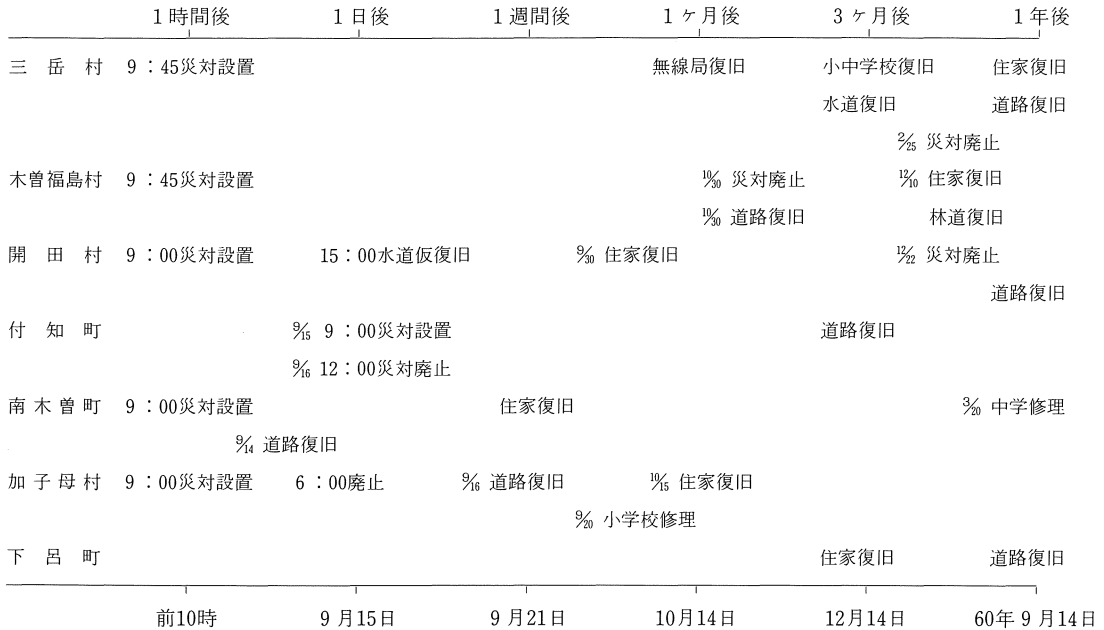 1時間後 1日後 1週間後 1ヶ月後 3ヶ月後 1年後
三岳村 9：45災対設置 無線局復旧 小中学校復旧 住家復旧
水道復旧 道路復旧
2/25 災対廃止
木曽福島村 9：45災対設置 10/30 災対廃止 12/10 住家復旧
10/30 道路復旧 林道復旧
開田村 9：00災対設置 15：00水道仮復旧 9/30 住家復旧 12/22 災対廃止
道路復旧
付知町 9/15 9：00災対設置 道路復旧
9/16 12：00災対廃止
南木曽町 9：00災対設置 住家復旧 3/20 中学修理
9/14 道路復旧
加子母村 9：00災対設置 6：00廃止 9/16 道路復旧 10/15 住家復旧
9/20 小学校修理
下呂町 住家復旧 道路復旧
前10時 9月15日 9月21日 10月14日 12月14日 60年9月14日